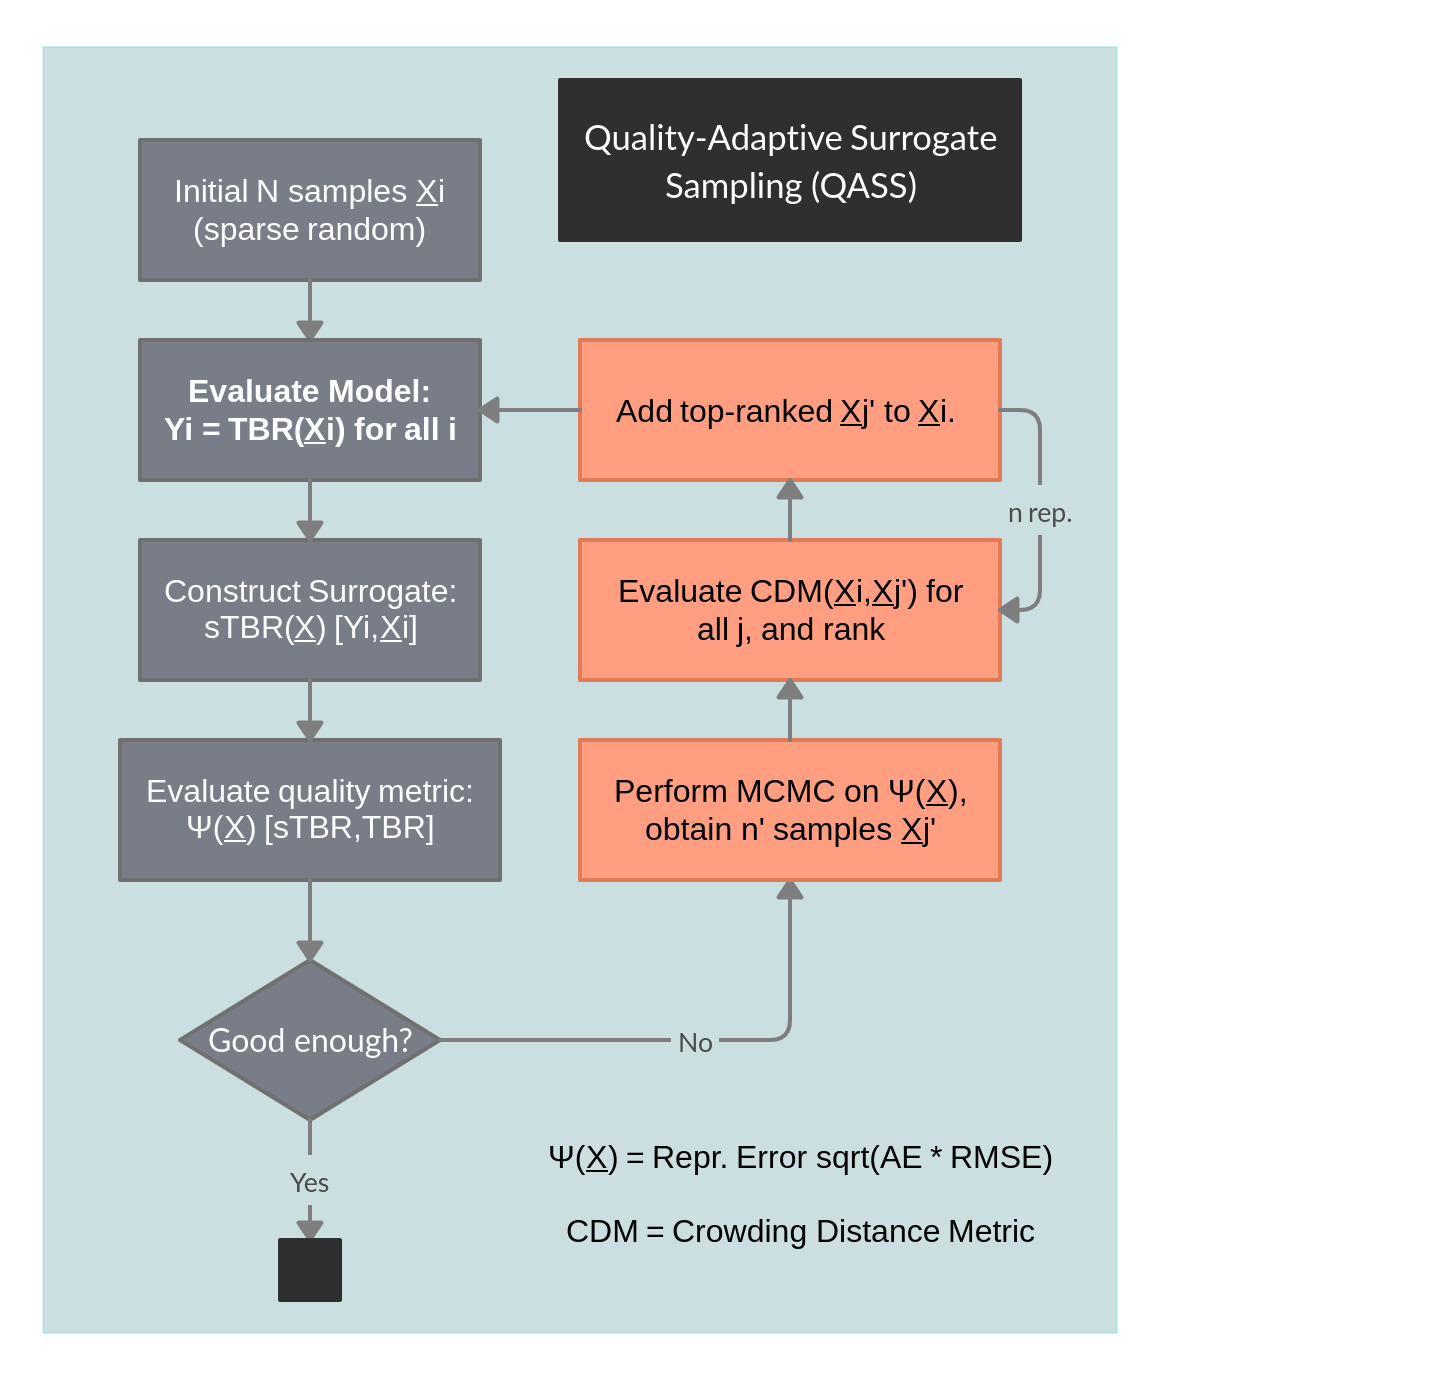 Quality-Adaptive Surrogate
Sampling (QASS)
Initial N samples Xi
(sparse random)
Evaluate Model:
Yi = TBR(Xi) for all i
Construct Surrogate:
sTBR(X) [Yi,Xi]
Evaluate quality metric:
Ψ(X) [sTBR,TBR]
Good enough?
Yes
No
Perform MCMC on Ψ(X),
obtain n' samples Xj'
Evaluate CDM(Xi,Xj') for
all j, and rank
Add top-ranked Xj' to Xi.
n rep.
Ψ(X) = Repr. Error sqrt(AE * RMSE)
CDM = Crowding Distance Metric